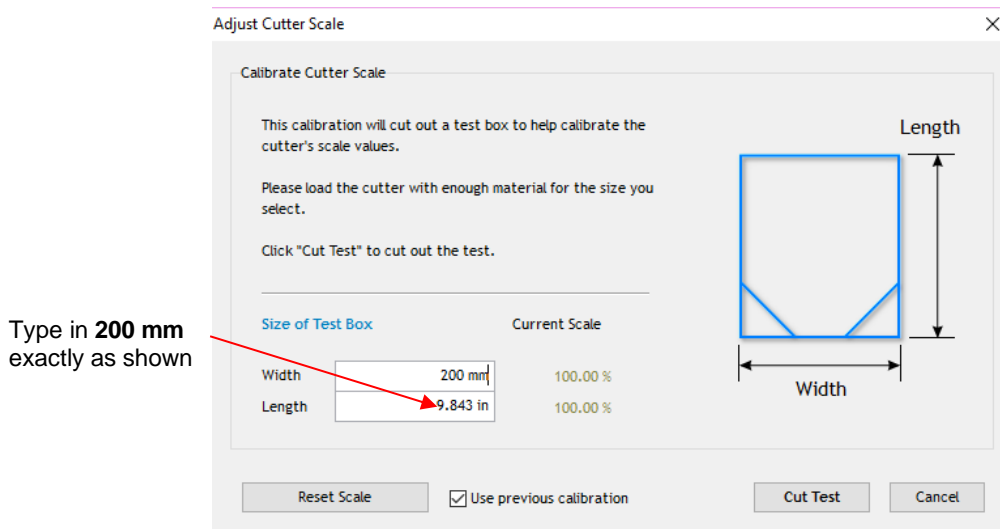 Adjust Cutter Scale
Calibrate Cutter Scale
This calibration will cut out a test box to help calibrate the
cutter's scale values.
Please load the cutter with enough material for the size you
select.
Click "Cut Test" to cut out the test.
Length
Width
Type in 200 mm
exactly as shown
Size of Test Box Current Scale
Width 200 mm 100.00 %
Length 9.843 in 100.00 %
Reset Scale Use previous calibration Cut Test Cancel